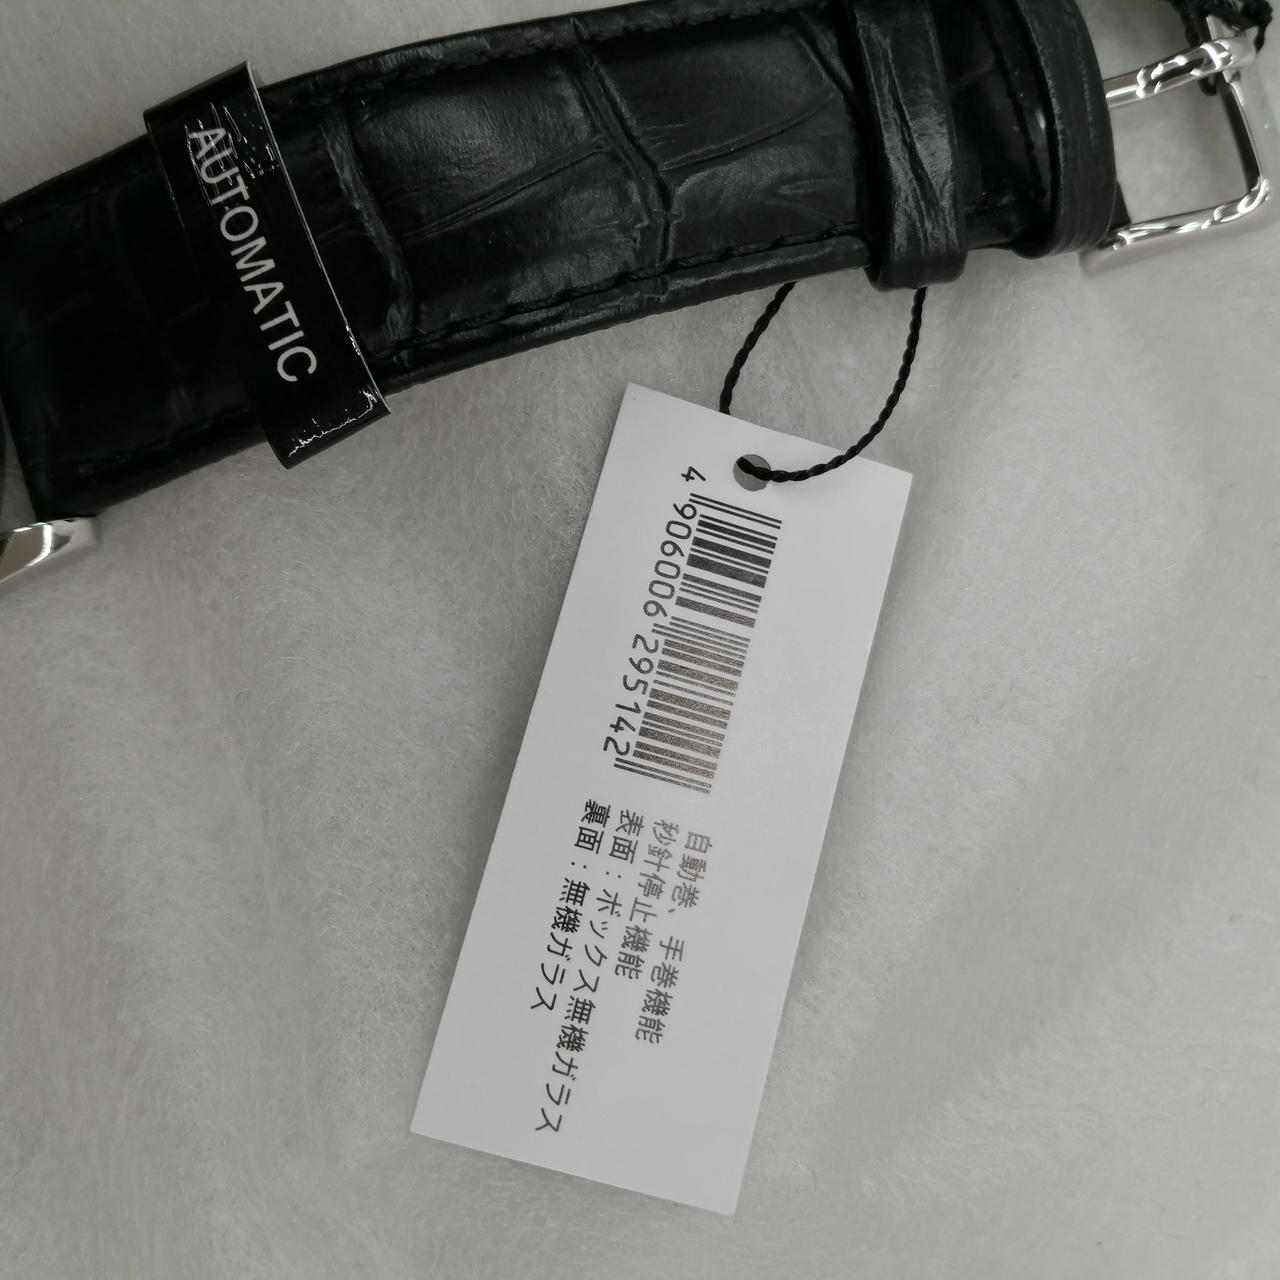 AUTOMATIC
4 906006 295142
自動巻、手巻機能
秒針停止機能
表面：ボックス無機ガラス
裏面：無機ガラス